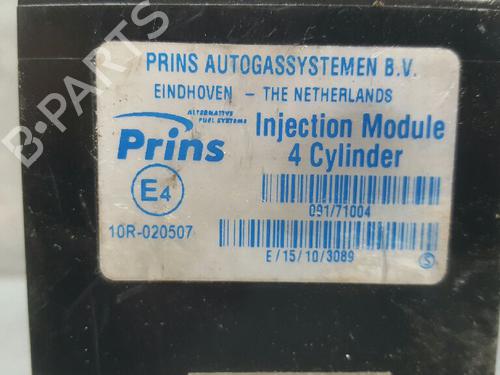 PRINS AUTOGASSYSTEMEN B.V.
EINDHOVEN – THE NETHERLANDS
ALTERNATIVE
FUEL SYSTEMS
Prins
Injection Module
4 Cylinder
E4
091/71004
10R-020507
E/15/10/3089
S
B-PARTS